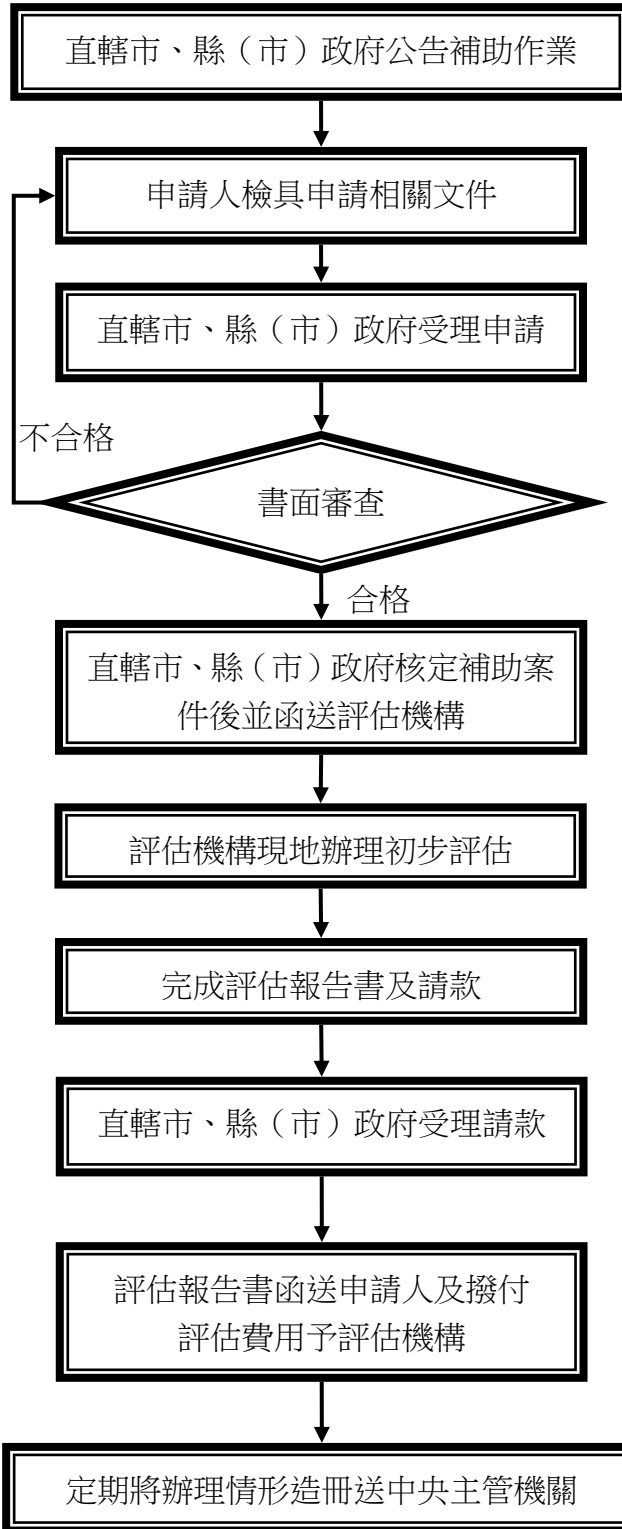 直轄市、縣（市）政府公告補助作業
申請人檢具申請相關文件
直轄市、縣（市）政府受理申請
不合格
書面審查
合格
直轄市、縣（市）政府核定補助案
件後並函送評估機構
評估機構現地辦理初步評估
完成評估報告書及請款
直轄市、縣（市）政府受理請款
評估報告書函送申請人及撥付
評估費用予評估機構
定期將辦理情形造冊送中央主管機關